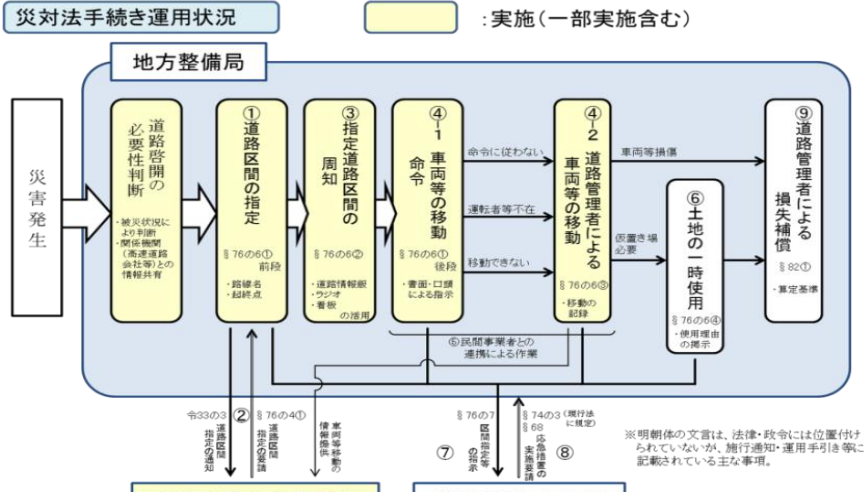 災対法手続き運用状況
：実施（一部実施含む）
地方整備局
災害発生
道路啓開の
必要性判断
・被災状況に
より判断
・関係機関
（高速道路
会社等）との
情報共有
①道路区間の指定
§76の6①
前段
・路線名
・起終点
③指定道路区間の
周知
§76の6②
・道路情報版
・ラジオ
・看板
の活用
④-1 車両等の移動
命令
§76の6①
後段
・書面・口頭
による指示
命令に従わない
運転者等不在
移動できない
④-2 道路管理者による
車両等の移動
§76の6③
・移動の
記録
車両等損傷
仮置き場
必要
⑥土地の一時使用
§76の6④
・使用理由
の掲示
⑨道路管理者による
損失補償
§82①
・算定基準
⑤民間事業者との
連携による作業
令33の3
道路区間
指定の通知
②
§76の4①
道路区間
指定の要請
車両等移動の
情報提供
§76の7
区間指定等
の指示
⑦
§74の3（現行法
に規定）
§68
応急措置の
実施要請
⑧
※明朝体の文言は、法律・政令には位置付け
られていないが、施行通知・運用手引き等に
記載されている主な事項。